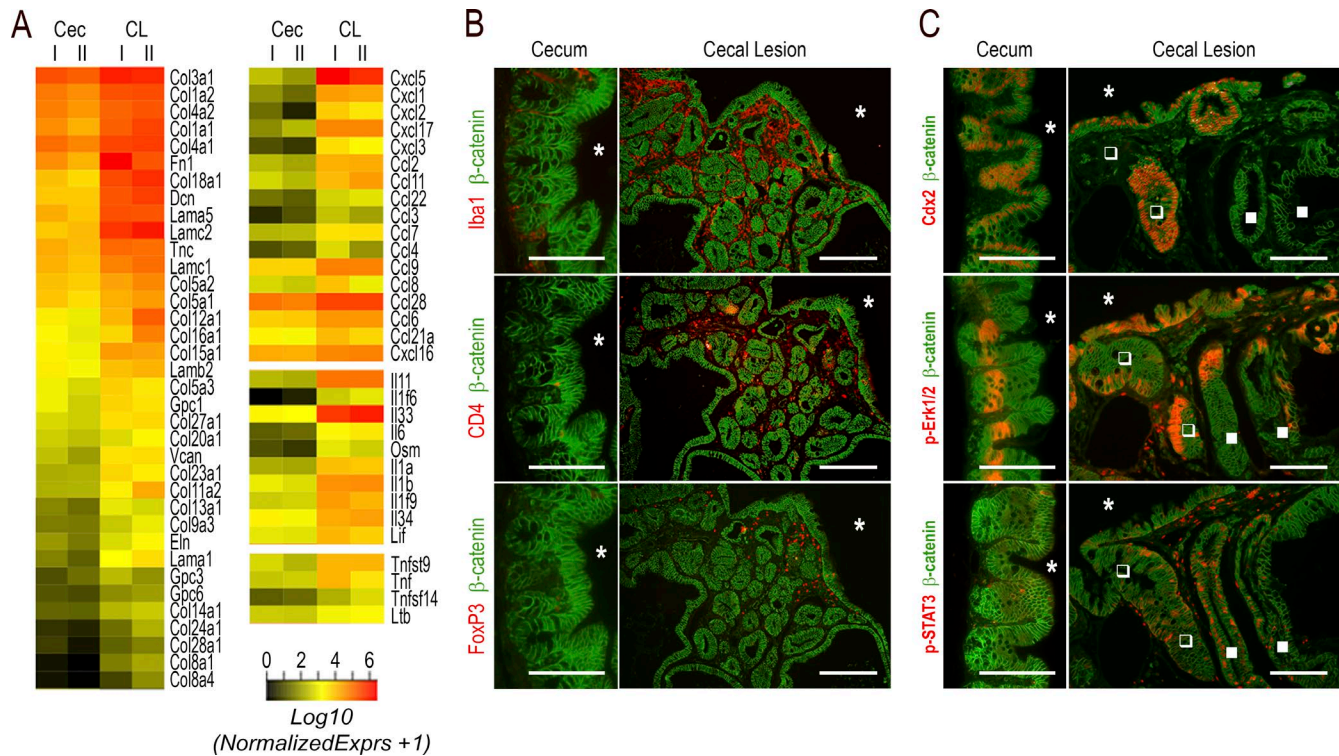 A
Cec CL
I II I II
Col3a1
Col1a2
Col4a2
Col1a1
Col4a1
Fn1
Col18a1
Dcn
Lama5
Lamc2
Tnc
Lamc1
Col5a2
Col5a1
Col12a1
Col16a1
Col15a1
Lamb2
Col5a3
Gpc1
Col27a1
Col20a1
Vcan
Col23a1
Col11a2
Col13a1
Col9a3
Eln
Lama1
Gpc3
Gpc6
Col14a1
Col24a1
Col28a1
Col8a1
Col8a4
Cec CL
I II I II
Cxcl5
Cxcl1
Cxcl2
Cxcl17
Cxcl3
Ccl2
Ccl11
Ccl22
Ccl3
Ccl7
Ccl4
Ccl9
Ccl8
Ccl28
Ccl6
Ccl21a
Cxcl16
Il11
Il1f6
Il33
Il6
Osm
Il1a
Il1b
Il1f9
Il34
Lif
Tnfsf9
Tnf
Tnfsf14
Ltb
0 2 4 6
Log10
(NormalizedExprs +1)
B
Cecum Cecal Lesion
Iba1 β-catenin
* *
CD4 β-catenin
* *
FoxP3 β-catenin
* *
C
Cecum Cecal Lesion
Cdx2 β-catenin
* *
p-Erk1/2 β-catenin
* *
p-STAT3 β-catenin
* *